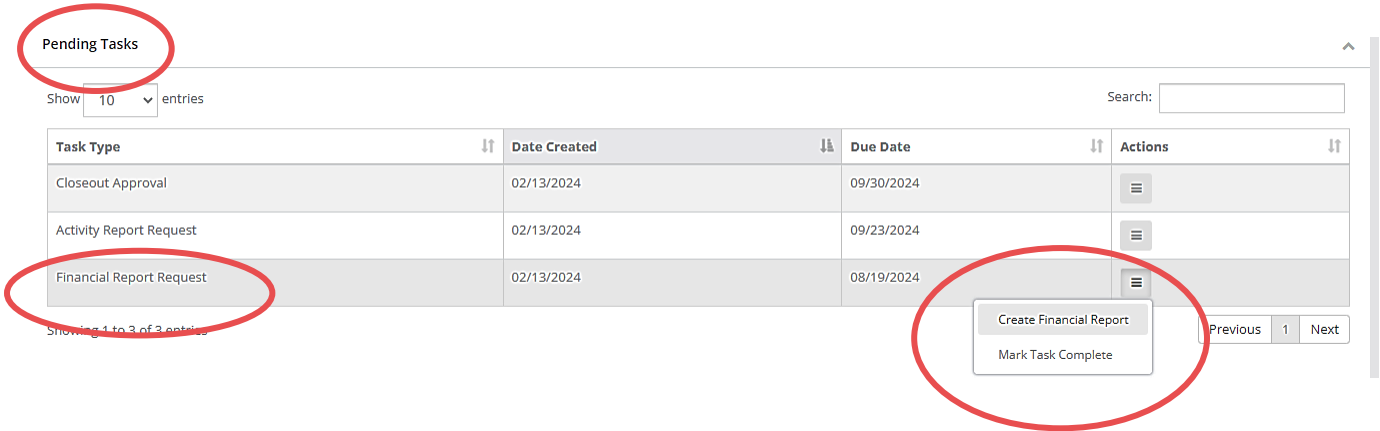 Pending Tasks
Show 10 entries Search:
Task Type Date Created Due Date Actions
Closeout Approval 02/13/2024 09/30/2024
Activity Report Request 02/13/2024 09/23/2024
Financial Report Request 02/13/2024 08/19/2024
Create Financial Report
Mark Task Complete
Showing 1 to 3 of 3 entries Previous 1 Next